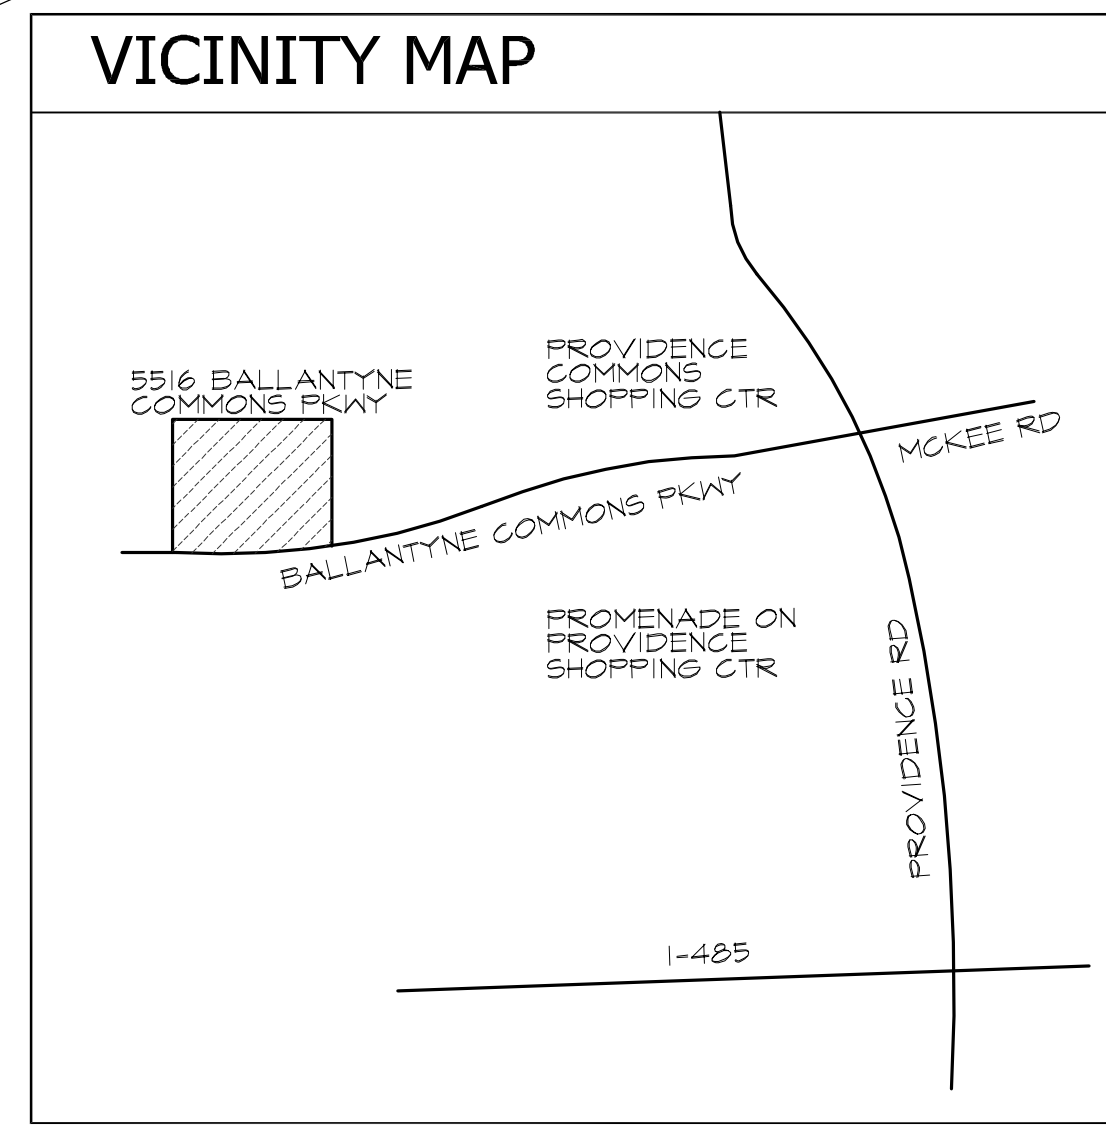 VICINITY MAP
PROVIDENCE
COMMONS
SHOPPING CTR
5516 BALLANTYNE
COMMONS PKWY
MCKEE RD
BALLANTYNE COMMONS PKWY
PROMENADE ON
PROVIDENCE
SHOPPING CTR
PROVIDENCE RD
I-485